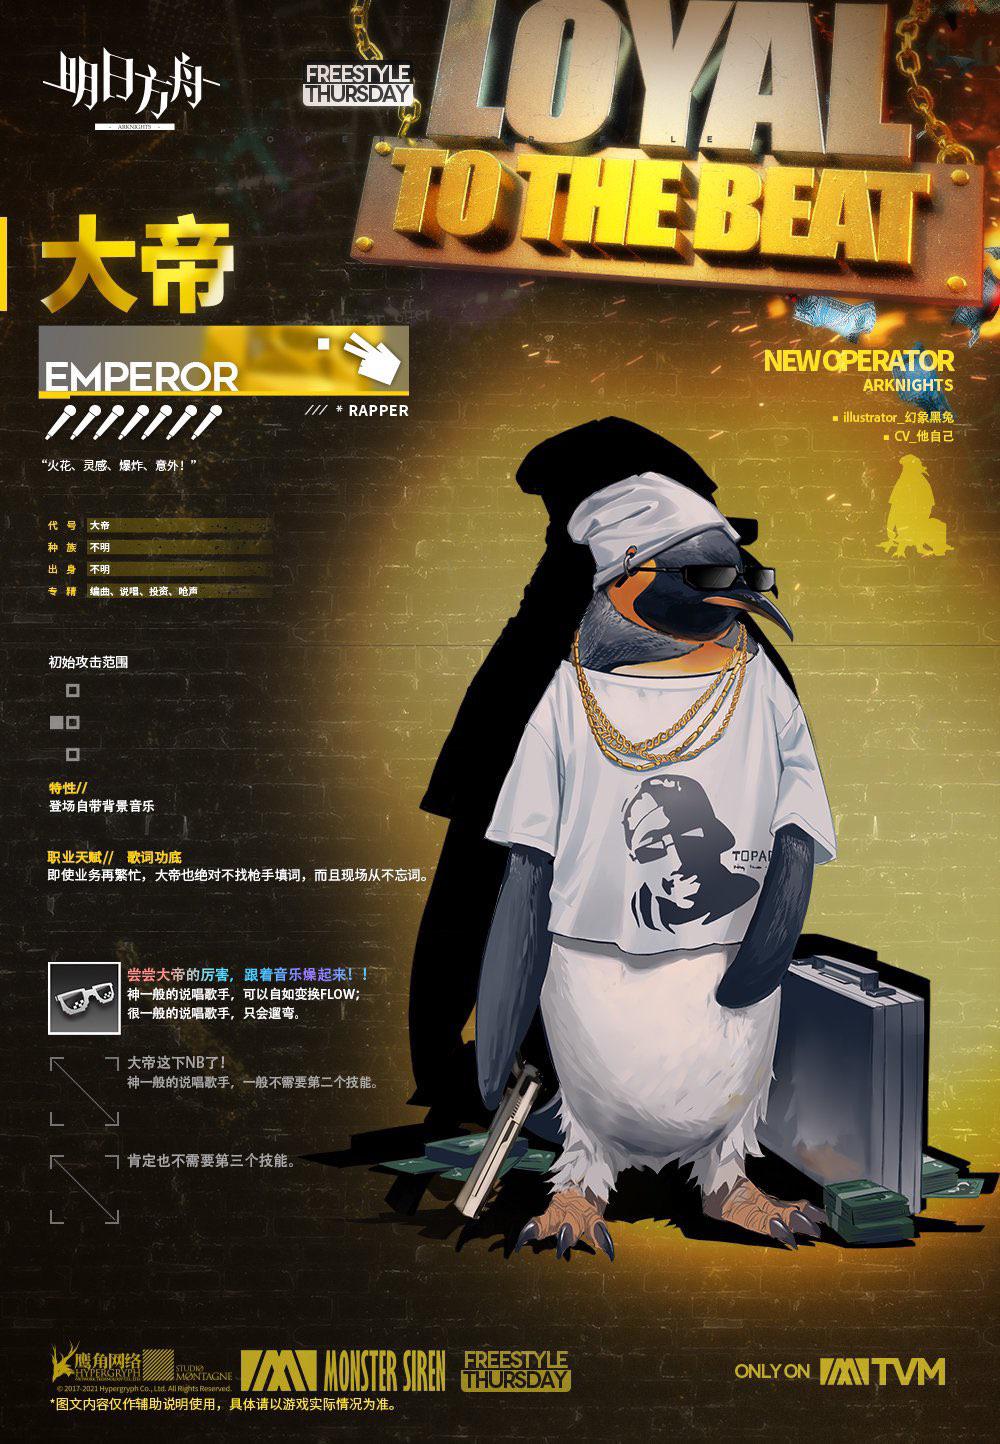 明日方舟
ARKNIGHTS
FREESTYLE
THURSDAY
LOYAL
TO THE BEAT
大帝
EMPEROR
/// * RAPPER
“火花、灵感、爆炸、意外！”
NEW OPERATOR
ARKNIGHTS
illustrator_幻象黑兔
CV_他自己
代号 大帝
种族 不明
出身 不明
专精 编曲、说唱、投资、呛声
初始攻击范围
特性//
登场自带背景音乐
职业天赋// 歌词功底
即使业务再繁忙，大帝也绝对不找枪手填词，而且现场从不忘词。
TOPAC
尝尝大帝的厉害，跟着音乐燥起来！！
神一般的说唱歌手，可以自如变换FLOW；
很一般的说唱歌手，只会遛弯。
大帝这下NB了！
神一般的说唱歌手，一般不需要第二个技能。
肯定也不需要第三个技能。
鹰角网络
HYPERGRYPH
STUDIO
MØNTAGNE
MONSTER SIREN
FREESTYLE
THURSDAY
ONLY ON
TVM
©2017-2021 Hypergryph Co., Ltd. All Rights Reserved.
*图文内容仅作辅助说明使用，具体请以游戏实际情况为准。